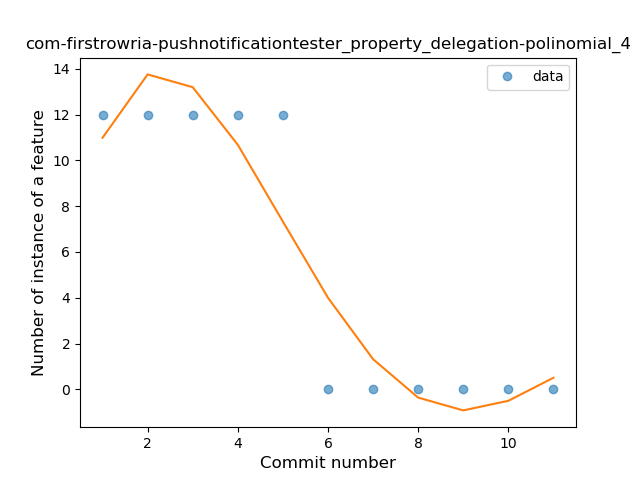 com-firstrowria-pushnotificationtester_property_delegation-polinomial_4
data
Number of instance of a feature
14
12
10
8
6
4
2
0
2 4 6 8 10
Commit number